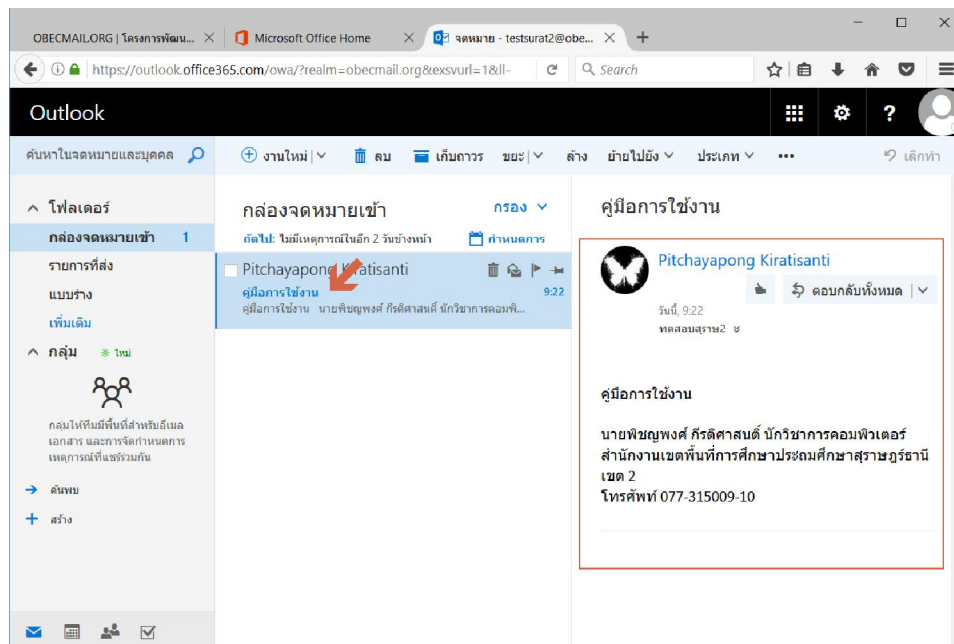 OBECMAIL.ORG | โครงการพัฒน...
Microsoft Office Home
จดหมาย - testsurat2@obe...
https://outlook.office365.com/owa/?realm=obecmail.org&exsvurl=1&ll-
Search
Outlook
?
ค้นหาในจดหมายและบุคคล
งานใหม่ |
ลบ
เก็บถาวร
ขยะ |
ล้าง
ย้ายไปยัง
ประเภท
...
เลิกทำ
โฟลเดอร์
กล่องจดหมายเข้า 1
รายการที่ส่ง
แบบร่าง
เพิ่มเติม
กลุ่ม ใหม่
กลุ่มให้ทีมมีพื้นที่สำหรับอีเมล
เอกสาร และการจัดกำหนดการ
เหตุการณ์ที่แชร์ร่วมกัน
ค้นพบ
สร้าง
กล่องจดหมายเข้า
กรอง
ถัดไป: ไม่มีเหตุการณ์ในอีก 2 วันข้างหน้า
กำหนดการ
Pitchayapong Kiratisanti
คู่มือการใช้งาน 9:22
คู่มือการใช้งาน นายพิชญพงศ์ กีรติศาสนติ์ นักวิชาการคอมพิ...
คู่มือการใช้งาน
Pitchayapong Kiratisanti
ตอบกลับทั้งหมด |
วันนี้, 9:22
ทดสอบสุราษ2
คู่มือการใช้งาน
นายพิชญพงศ์ กีรติศาสนติ์ นักวิชาการคอมพิวเตอร์
สำนักงานเขตพื้นที่การศึกษาประถมศึกษาสุราษฎร์ธานี
เขต 2
โทรศัพท์ 077-315009-10